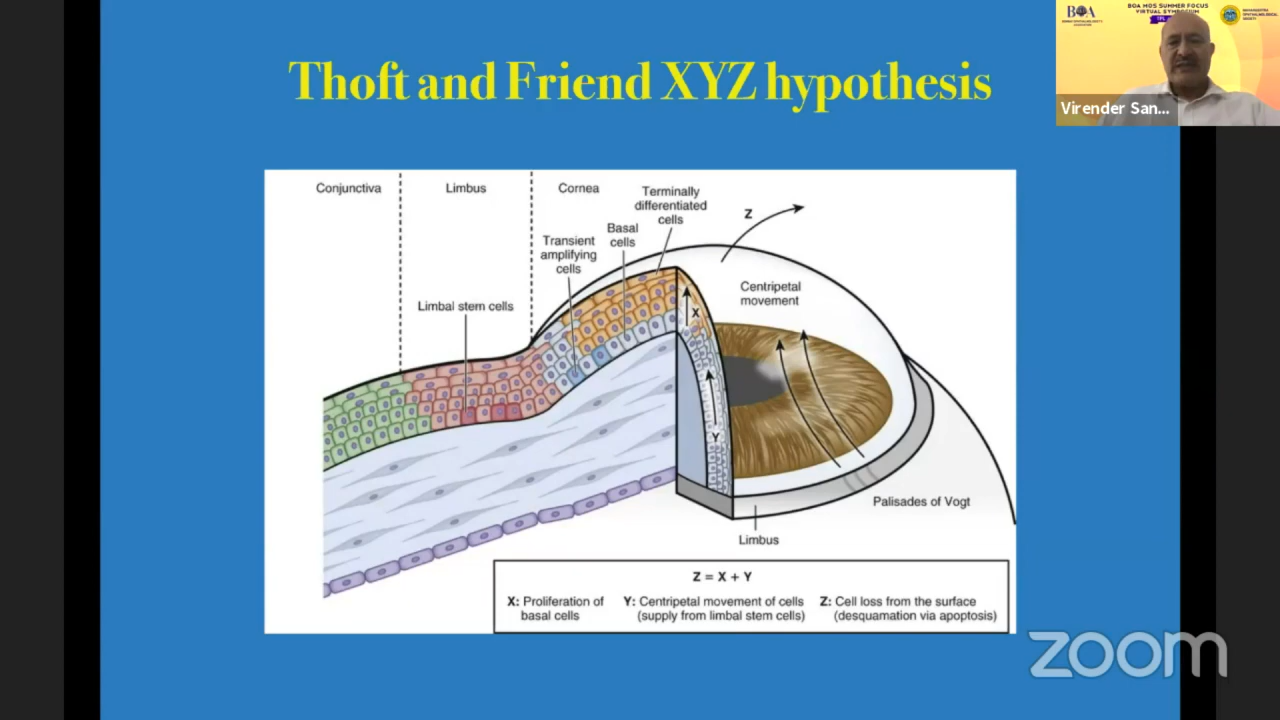 Thoft and Friend XYZ hypothesis
BOA
BOA MOS SUMMER FOCUS
VIRTUAL SYMPOSIUM
Virender San...
Conjunctiva
Limbus
Cornea
Terminally
differentiated
cells
Basal
cells
Transient
amplifying
cells
Limbal stem cells
Z
Centripetal
movement
X
Y
Palisades of Vogt
Limbus
Z = X + Y
X: Proliferation of
basal cells
Y: Centripetal movement of cells
(supply from limbal stem cells)
Z: Cell loss from the surface
(desquamation via apoptosis)
zoom